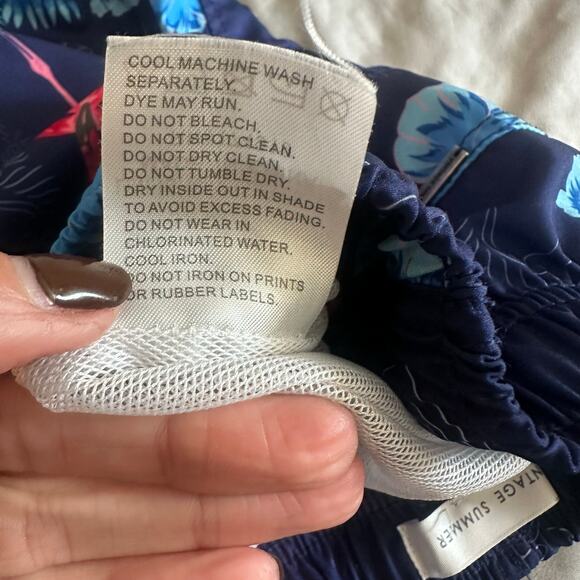 COOL MACHINE WASH
SEPARATELY.
DYE MAY RUN.
DO NOT BLEACH.
DO NOT SPOT CLEAN.
DO NOT DRY CLEAN.
DO NOT TUMBLE DRY.
DRY INSIDE OUT IN SHADE
TO AVOID EXCESS FADING.
DO NOT WEAR IN
CHLORINATED WATER.
COOL IRON.
DO NOT IRON ON PRINTS
OR RUBBER LABELS.
NTAGE SUMMER